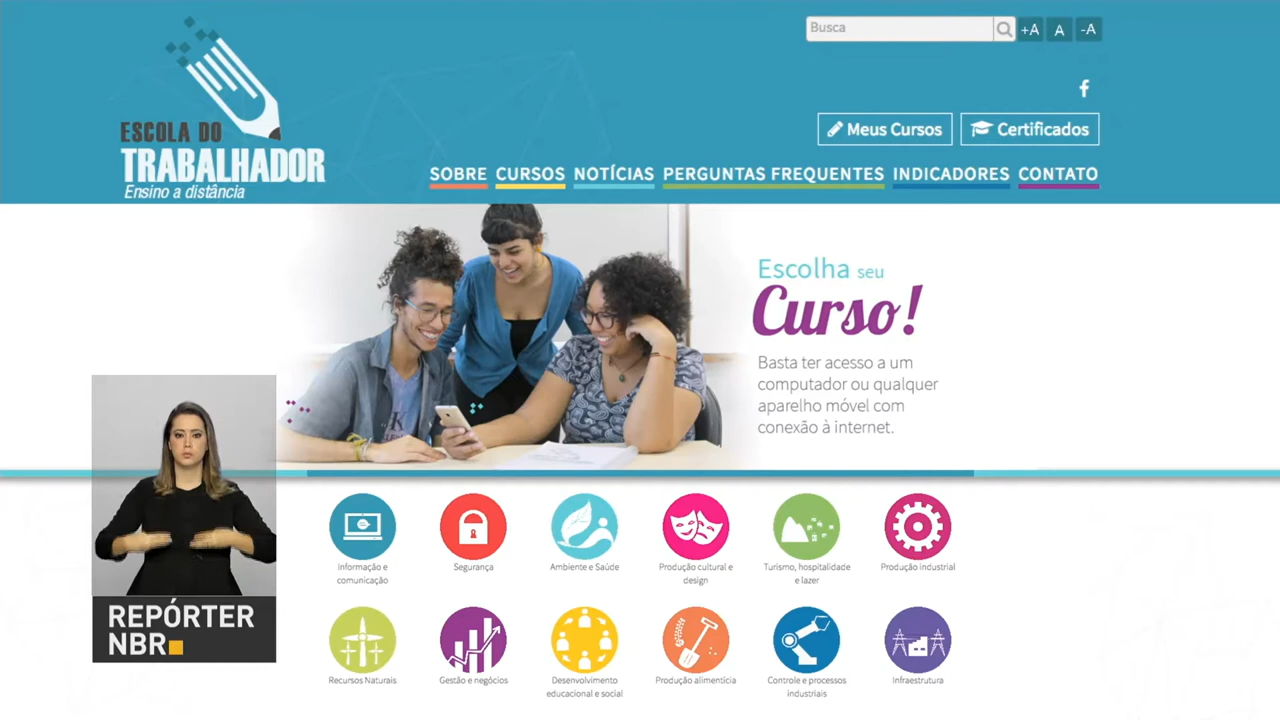 Busca
+A
A
-A
ESCOLA DO
TRABALHADOR
Ensino a distância
Meus Cursos
Certificados
SOBRE
CURSOS
NOTÍCIAS
PERGUNTAS FREQUENTES
INDICADORES
CONTATO
Escolha seu
Curso!
Basta ter acesso a um
computador ou qualquer
aparelho móvel com
conexão à internet.
Informação e
comunicação
Segurança
Ambiente e Saúde
Produção cultural e
design
Turismo, hospitalidade
e lazer
Produção industrial
Recursos Naturais
Gestão e negócios
Desenvolvimento
educacional e social
Produção alimentícia
Controle e processos
industriais
Infraestrutura
REPÓRTER
NBR